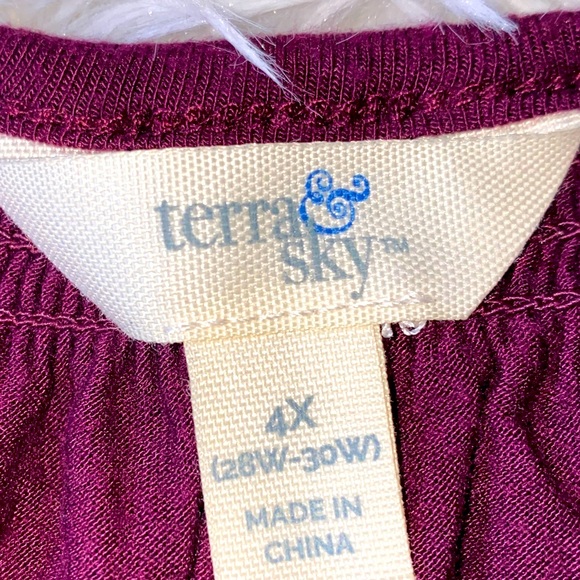 terra &
sky™
4X
(28W-30W)
MADE IN
CHINA